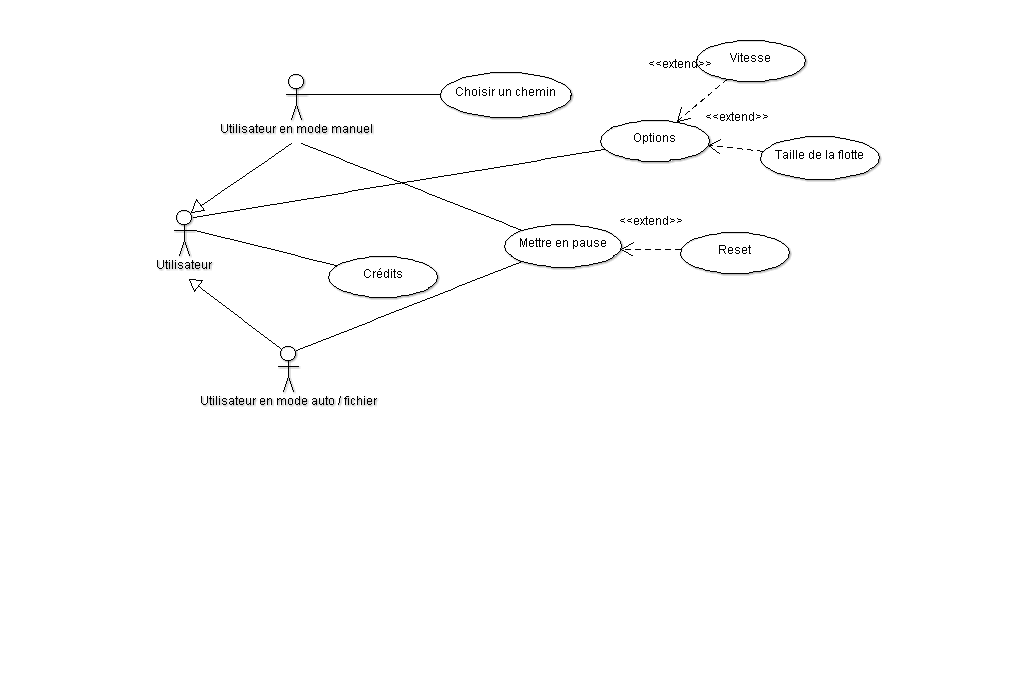 Vitesse
<<extend>>
Choisir un chemin
<<extend>>
Utilisateur en mode manuel
Options
Taille de la flotte
<<extend>>
Mettre en pause
Reset
Utilisateur
Crédits
Utilisateur en mode auto / fichier